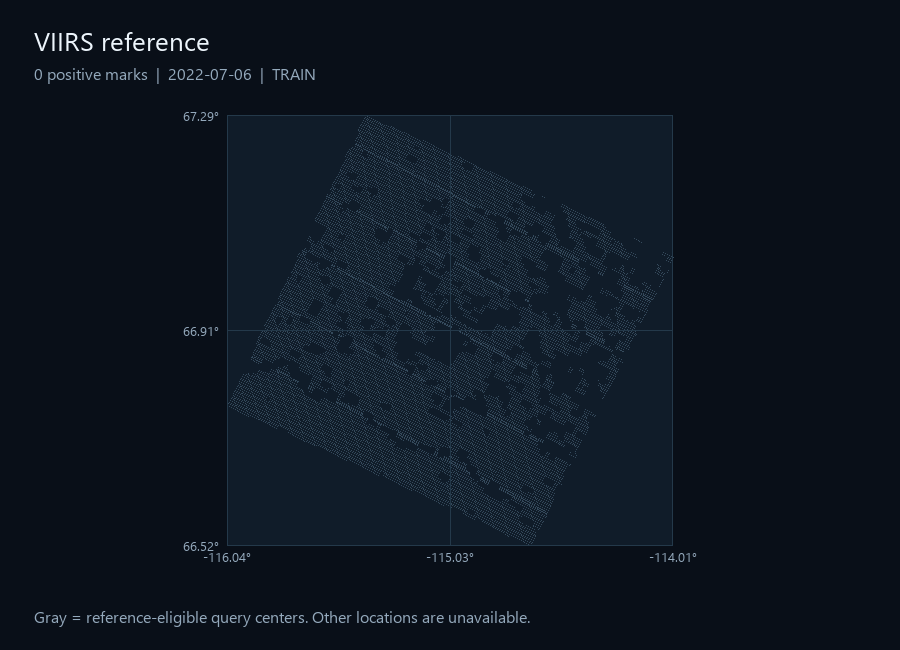 VIIRS reference
0 positive marks | 2022-07-06 | TRAIN
67.29°
66.91°
66.52°
-116.04°
-115.03°
-114.01°
Gray = reference-eligible query centers. Other locations are unavailable.